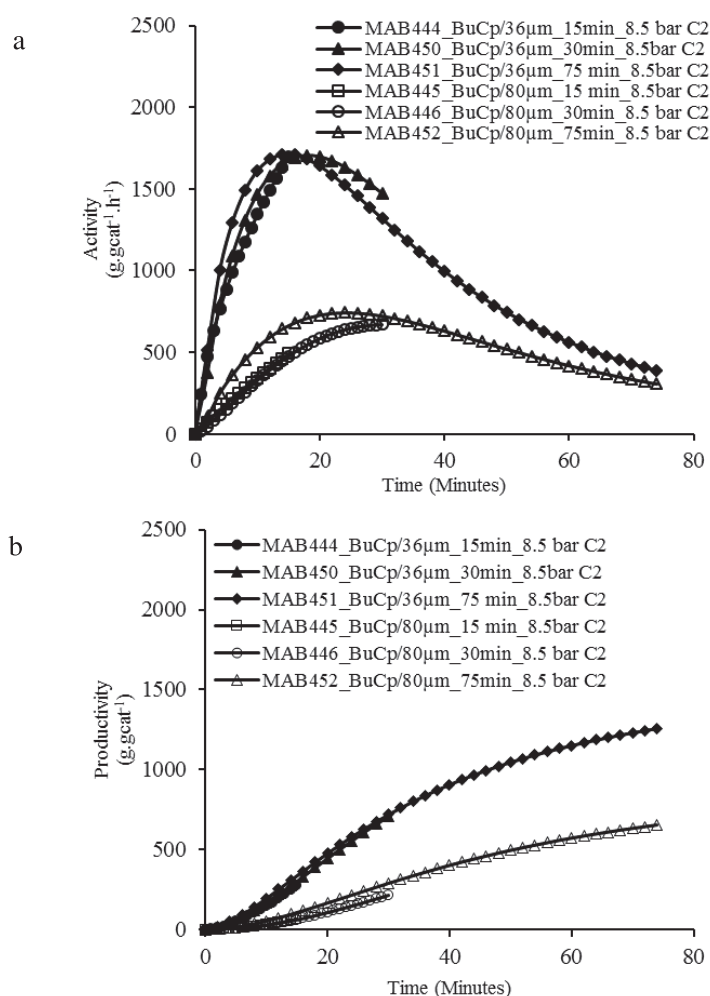 a
MAB444_BuCp/36µm_15min_8.5 bar C2
MAB450_BuCp/36µm_30min_8.5bar C2
MAB451_BuCp/36µm_75 min_8.5bar C2
MAB445_BuCp/80µm_15 min_8.5bar C2
MAB446_BuCp/80µm_30min_8.5 bar C2
MAB452_BuCp/80µm_75min_8.5 bar C2
2500
2000
1500
1000
500
0
Activity
(g.gcat⁻¹.h⁻¹)
0 20 40 60 80
Time (Minutes)
b
MAB444_BuCp/36µm_15min_8.5 bar C2
MAB450_BuCp/36µm_30min_8.5bar C2
MAB451_BuCp/36µm_75 min_8.5bar C2
MAB445_BuCp/80µm_15 min_8.5bar C2
MAB446_BuCp/80µm_30min_8.5 bar C2
MAB452_BuCp/80µm_75min_8.5 bar C2
2500
2000
1500
1000
500
0
Productivity
(g.gcat⁻¹)
0 20 40 60 80
Time (Minutes)